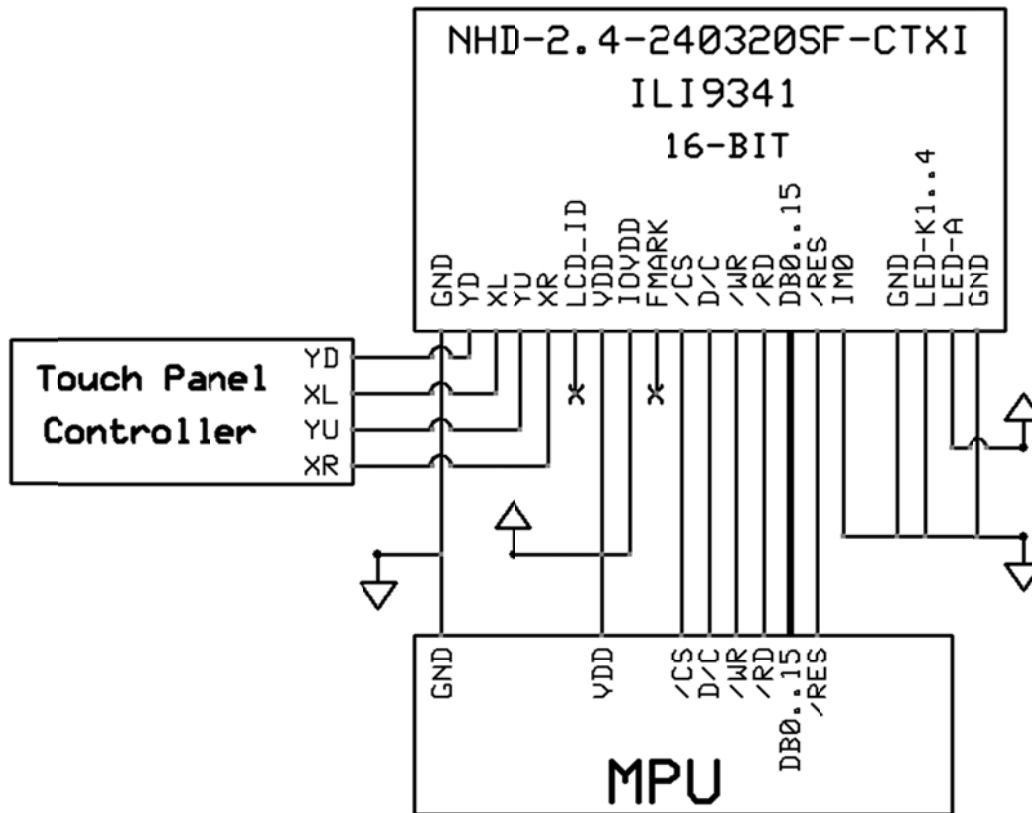 NHD-2.4-240320SF-CTXI
ILI9341
16-BIT
GND
YD
XL
YU
XR
LCD_ID
VDD
IOVDD
FMARK
/CS
D/C
/WR
/RD
DB0..15
/RES
IM0
GND
LED-K1..4
LED-A
GND
Touch Panel
Controller
YD
XL
YU
XR
GND
VDD
/CS
D/C
/WR
/RD
DB0..15
/RES
MPU